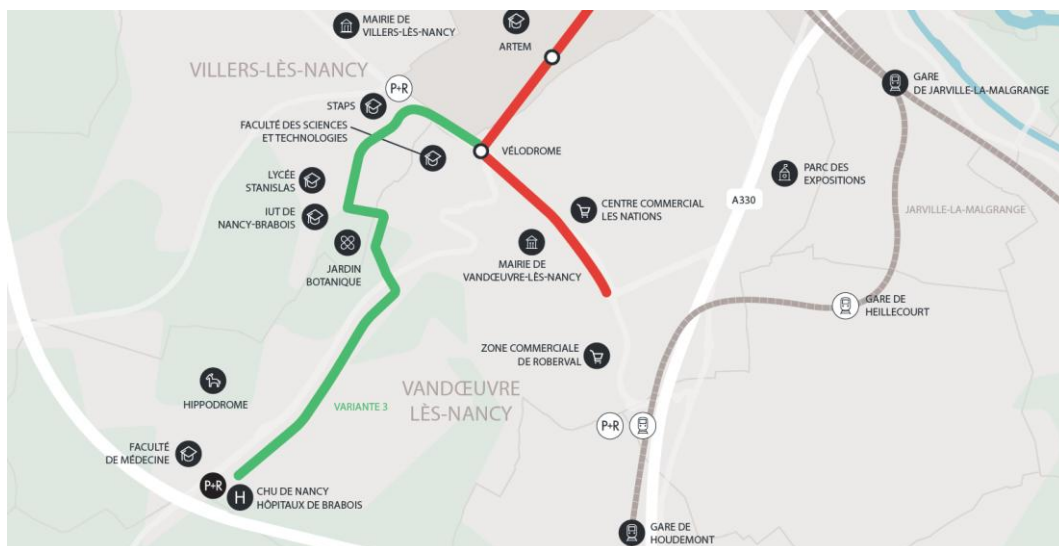 MAIRIE DE
VILLERS-LÈS-NANCY
ARTEM
VILLERS-LÈS-NANCY
P+R
STAPS
GARE
DE JARVILLE-LA-MALGRANGE
FACULTÉ DES SCIENCES
ET TECHNOLOGIES
VÉLODROME
LYCÉE
STANISLAS
PARC DES
EXPOSITIONS
IUT DE
NANCY-BRABOIS
CENTRE COMMERCIAL
LES NATIONS
A330
JARVILLE-LA-MALGRANGE
JARDIN
BOTANIQUE
MAIRIE DE
VANDŒUVRE-LÈS-NANCY
GARE DE
HEILLECOURT
ZONE COMMERCIALE
DE ROBERVAL
HIPPODROME
VARIANTE 3
VANDŒUVRE
LÈS-NANCY
P+R
FACULTÉ
DE MÉDECINE
P+R
H
CHU DE NANCY
HÔPITAUX DE BRABOIS
GARE DE
HOUDEMONT